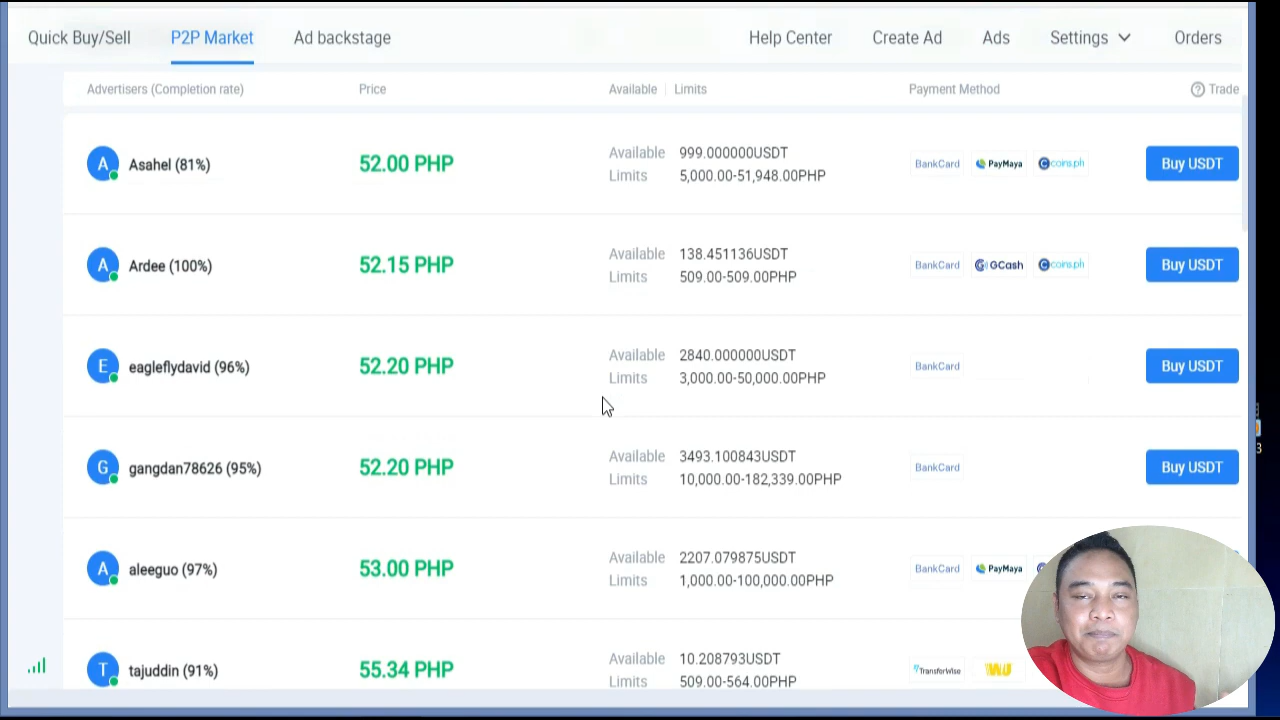 Quick Buy/Sell P2P Market Ad backstage Help Center Create Ad Ads Settings Orders
Advertisers (Completion rate) Price Available Limits Payment Method Trade
A Asahel (81%) 52.00 PHP Available 999.000000USDT BankCard PayMaya coins.ph Buy USDT
Limits 5,000.00-51,948.00PHP
A Ardee (100%) 52.15 PHP Available 138.451136USDT BankCard GCash coins.ph Buy USDT
Limits 509.00-509.00PHP
E eagleflydavid (96%) 52.20 PHP Available 2840.000000USDT BankCard Buy USDT
Limits 3,000.00-50,000.00PHP
G gangdan78626 (95%) 52.20 PHP Available 3493.100843USDT BankCard Buy USDT
Limits 10,000.00-182,339.00PHP
A aleeguo (97%) 53.00 PHP Available 2207.079875USDT BankCard PayMaya
Limits 1,000.00-100,000.00PHP
T tajuddin (91%) 55.34 PHP Available 10.208793USDT TransferWise WU
Limits 509.00-564.00PHP
3